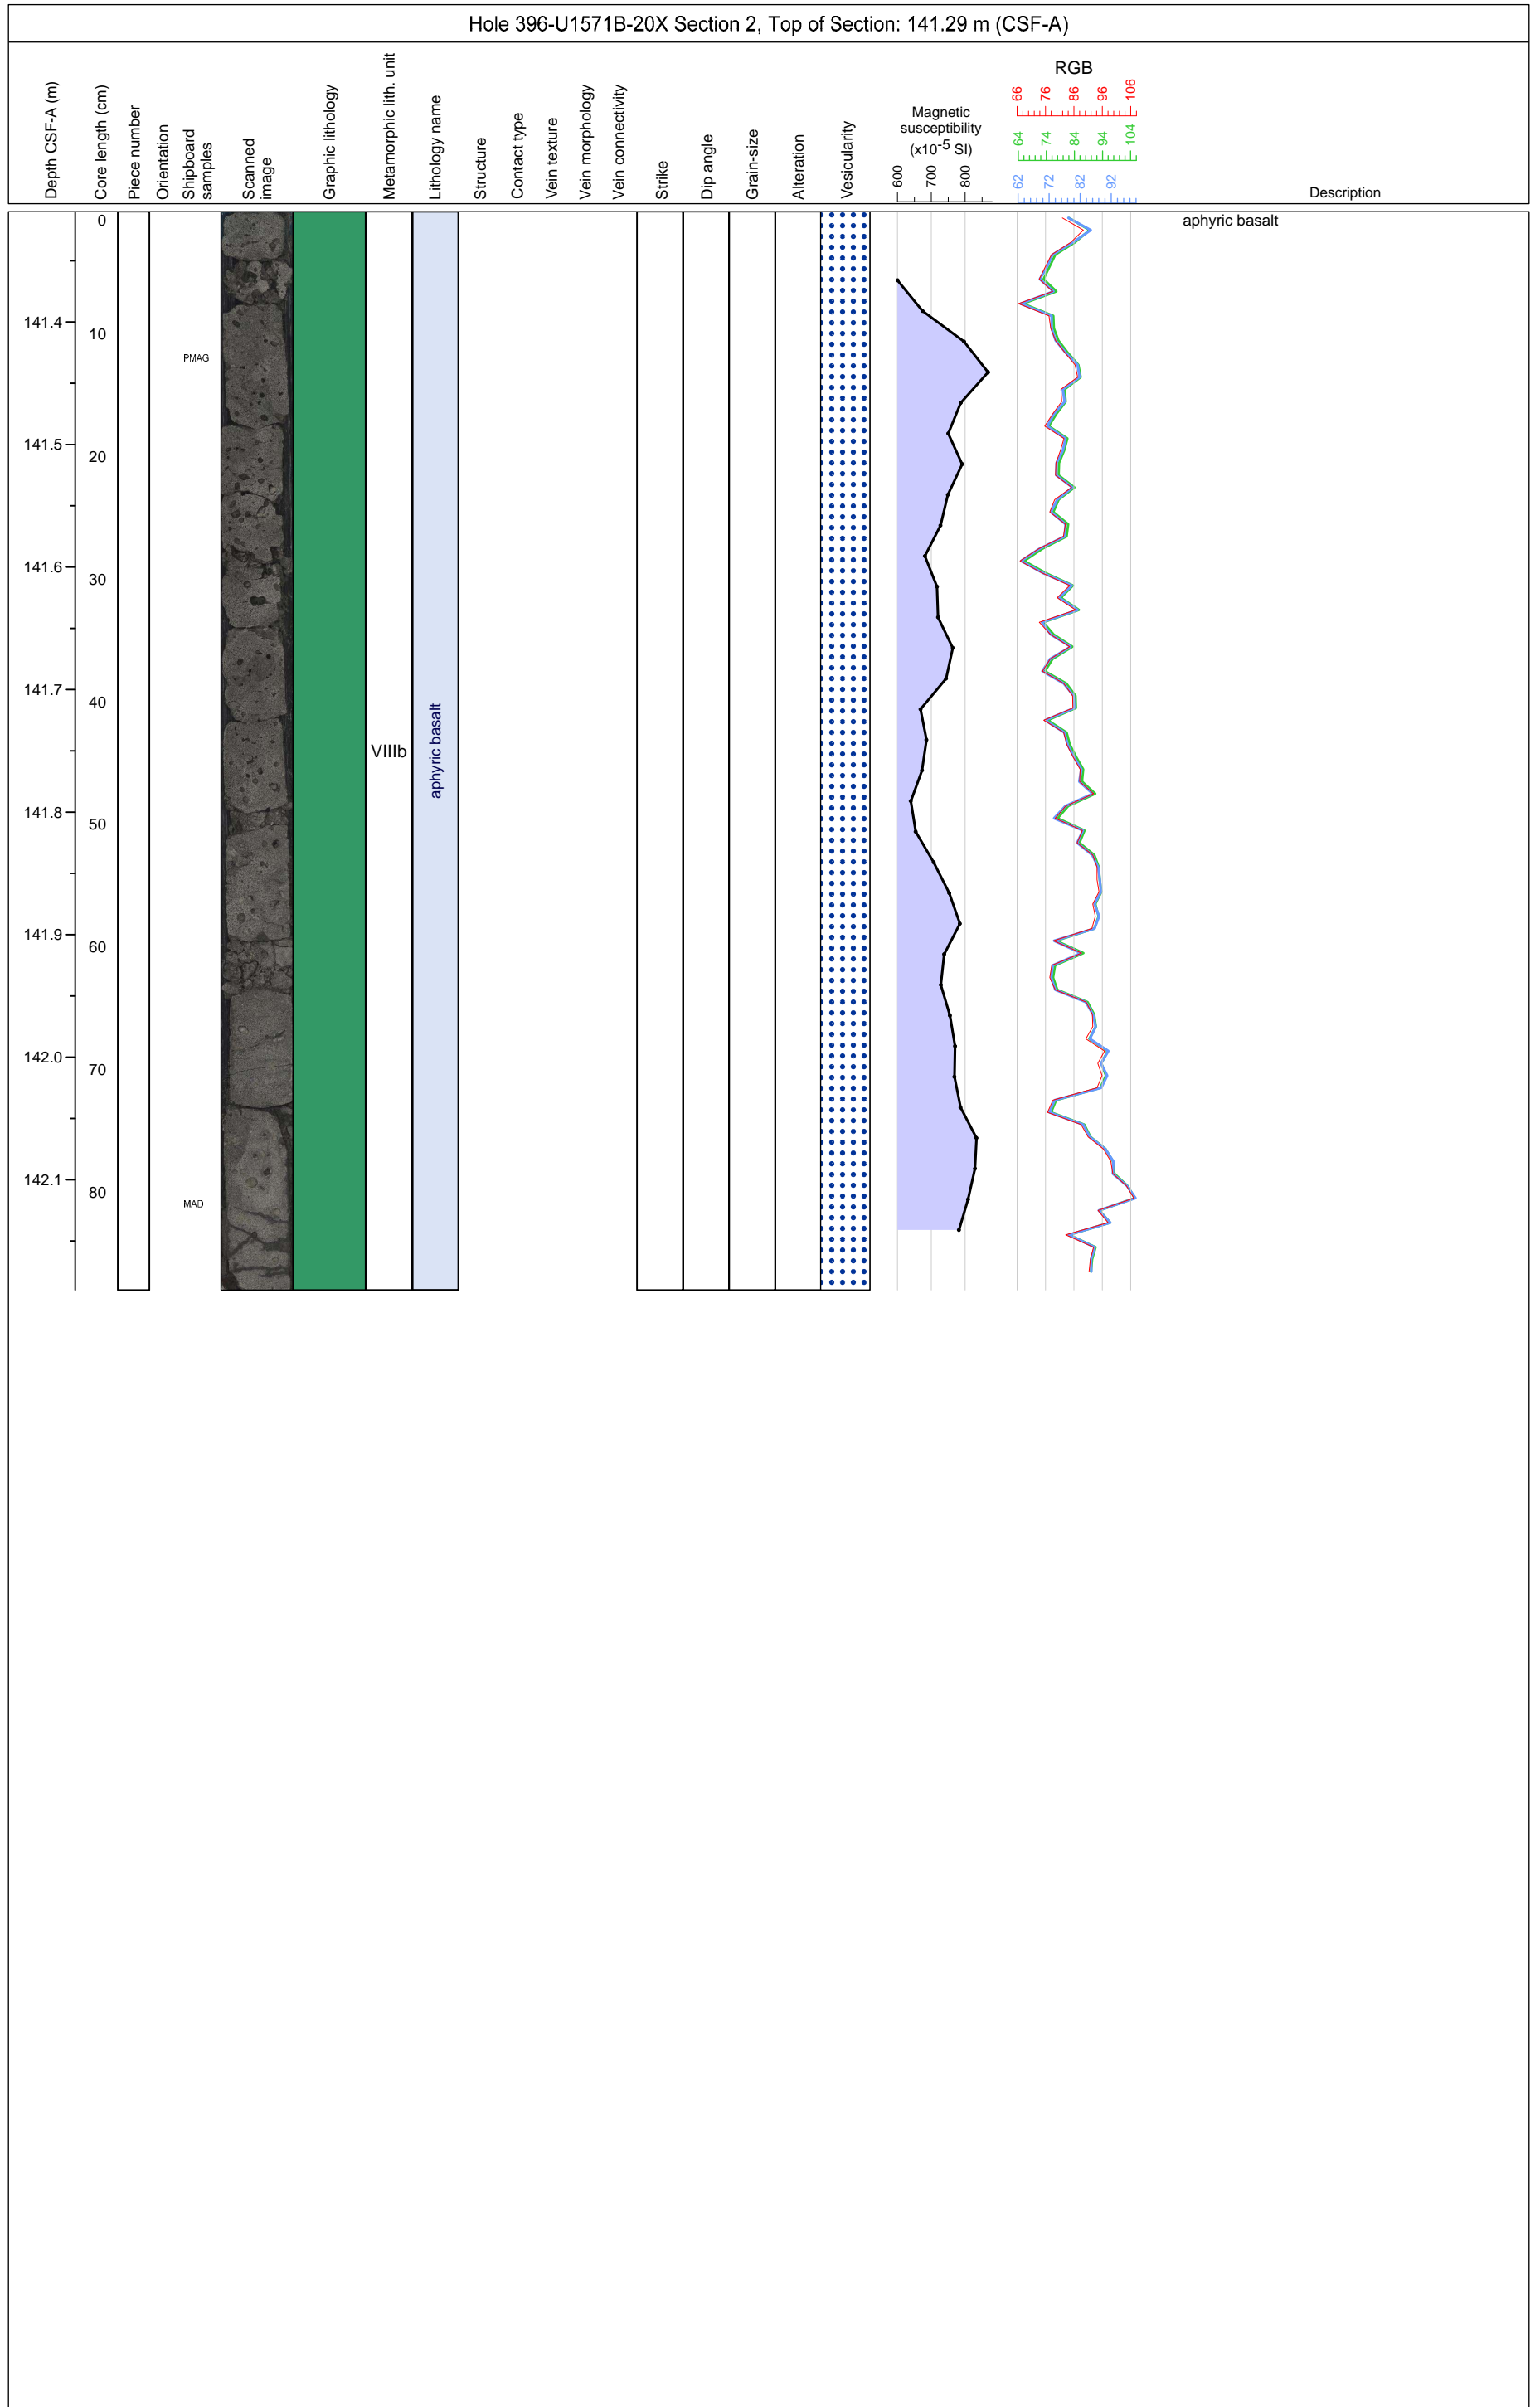 Hole 396-U1571B-20X Section 2, Top of Section: 141.29 m (CSF-A)
Depth CSF-A (m)
Core length (cm)
Piece number
Orientation
Shipboard
samples
Scanned
image
Graphic lithology
Metamorphic lith. unit
Lithology name
Structure
Contact type
Vein texture
Vein morphology
Vein connectivity
Strike
Dip angle
Grain-size
Alteration
Vesicularity
Magnetic
susceptibility
(x10-5 SI)
600 700 800
RGB
66 76 86 96 106
64 74 84 94 104
62 72 82 92
Description
0
aphyric basalt
141.4
10
PMAG
141.5
20
141.6
30
141.7
40
VIIIb
aphyric basalt
141.8
50
141.9
60
142.0
70
142.1
80
MAD